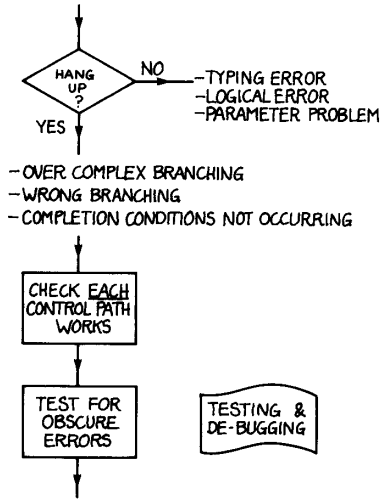 HANG
UP
?
NO
-TYPING ERROR
-LOGICAL ERROR
-PARAMETER PROBLEM
YES
-OVER COMPLEX BRANCHING
-WRONG BRANCHING
-COMPLETION CONDITIONS NOT OCCURRING
CHECK EACH
CONTROL PATH
WORKS
TEST FOR
OBSCURE
ERRORS
TESTING &
DE-BUGGING